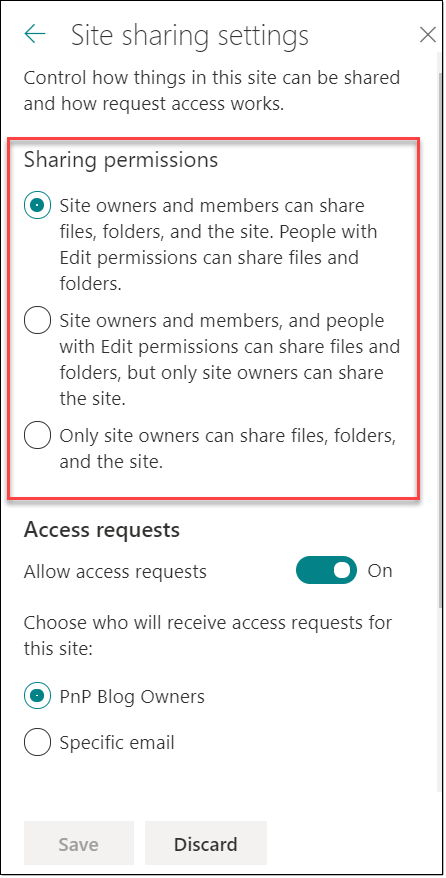 Site sharing settings
Control how things in this site can be shared
and how request access works.
Sharing permissions
Site owners and members can share
files, folders, and the site. People with
Edit permissions can share files and
folders.
Site owners and members, and people
with Edit permissions can share files and
folders, but only site owners can share
the site.
Only site owners can share files, folders,
and the site.
Access requests
Allow access requests On
Choose who will receive access requests for
this site:
PnP Blog Owners
Specific email
Save Discard